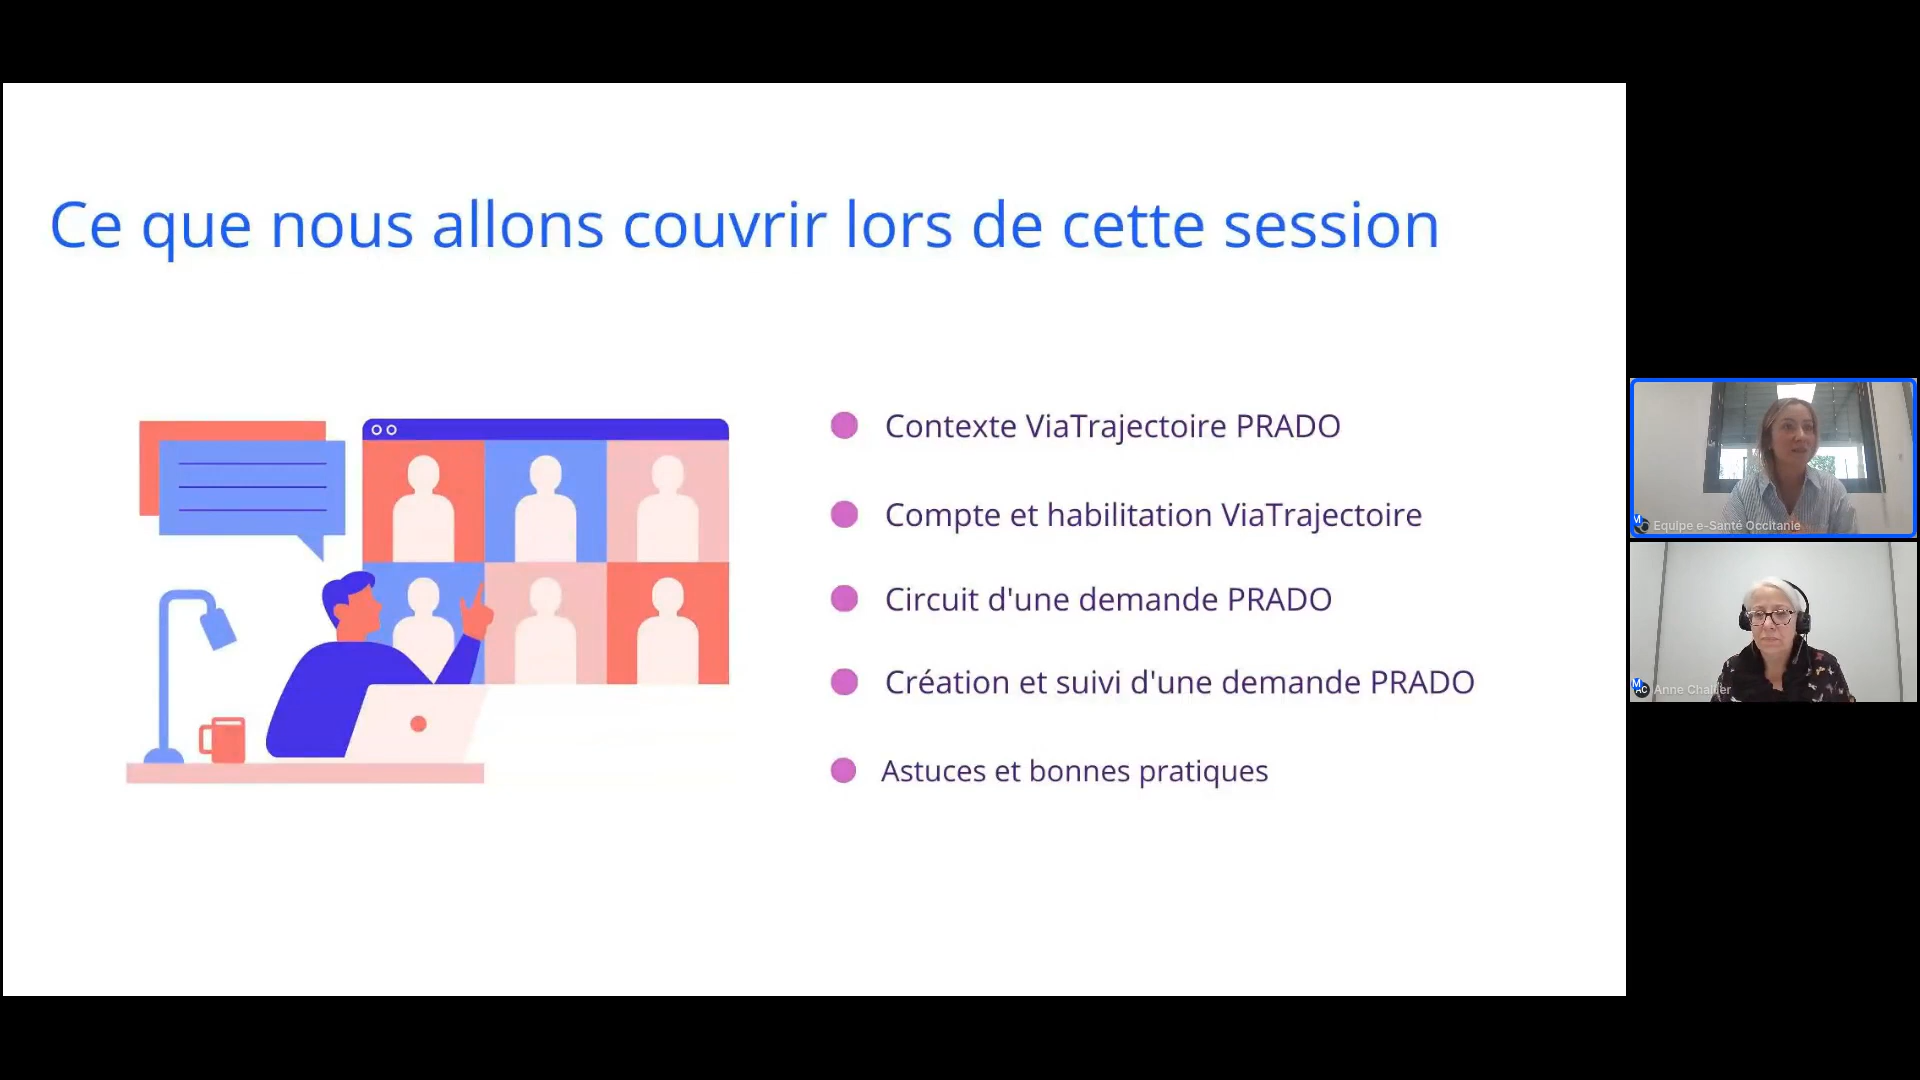 Ce que nous allons couvrir lors de cette session
Contexte ViaTrajectoire PRADO
Compte et habilitation ViaTrajectoire
Circuit d'une demande PRADO
Création et suivi d'une demande PRADO
Astuces et bonnes pratiques
Equipe e-Santé Occitanie
Anne Challier